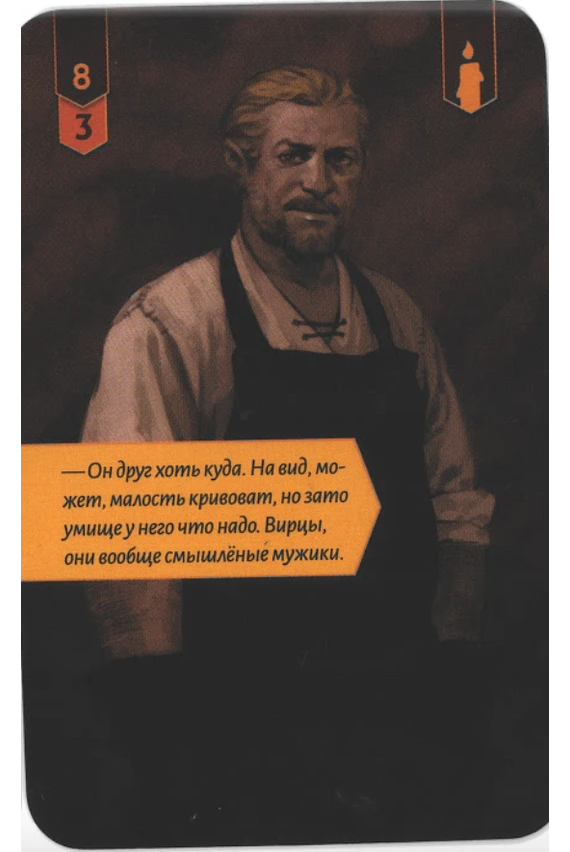 8
3
— Он друг хоть куда. На вид, мо-
жет, малость кривоват, но зато
умище у него что надо. Вирцы,
они вообще смышлёные мужики.